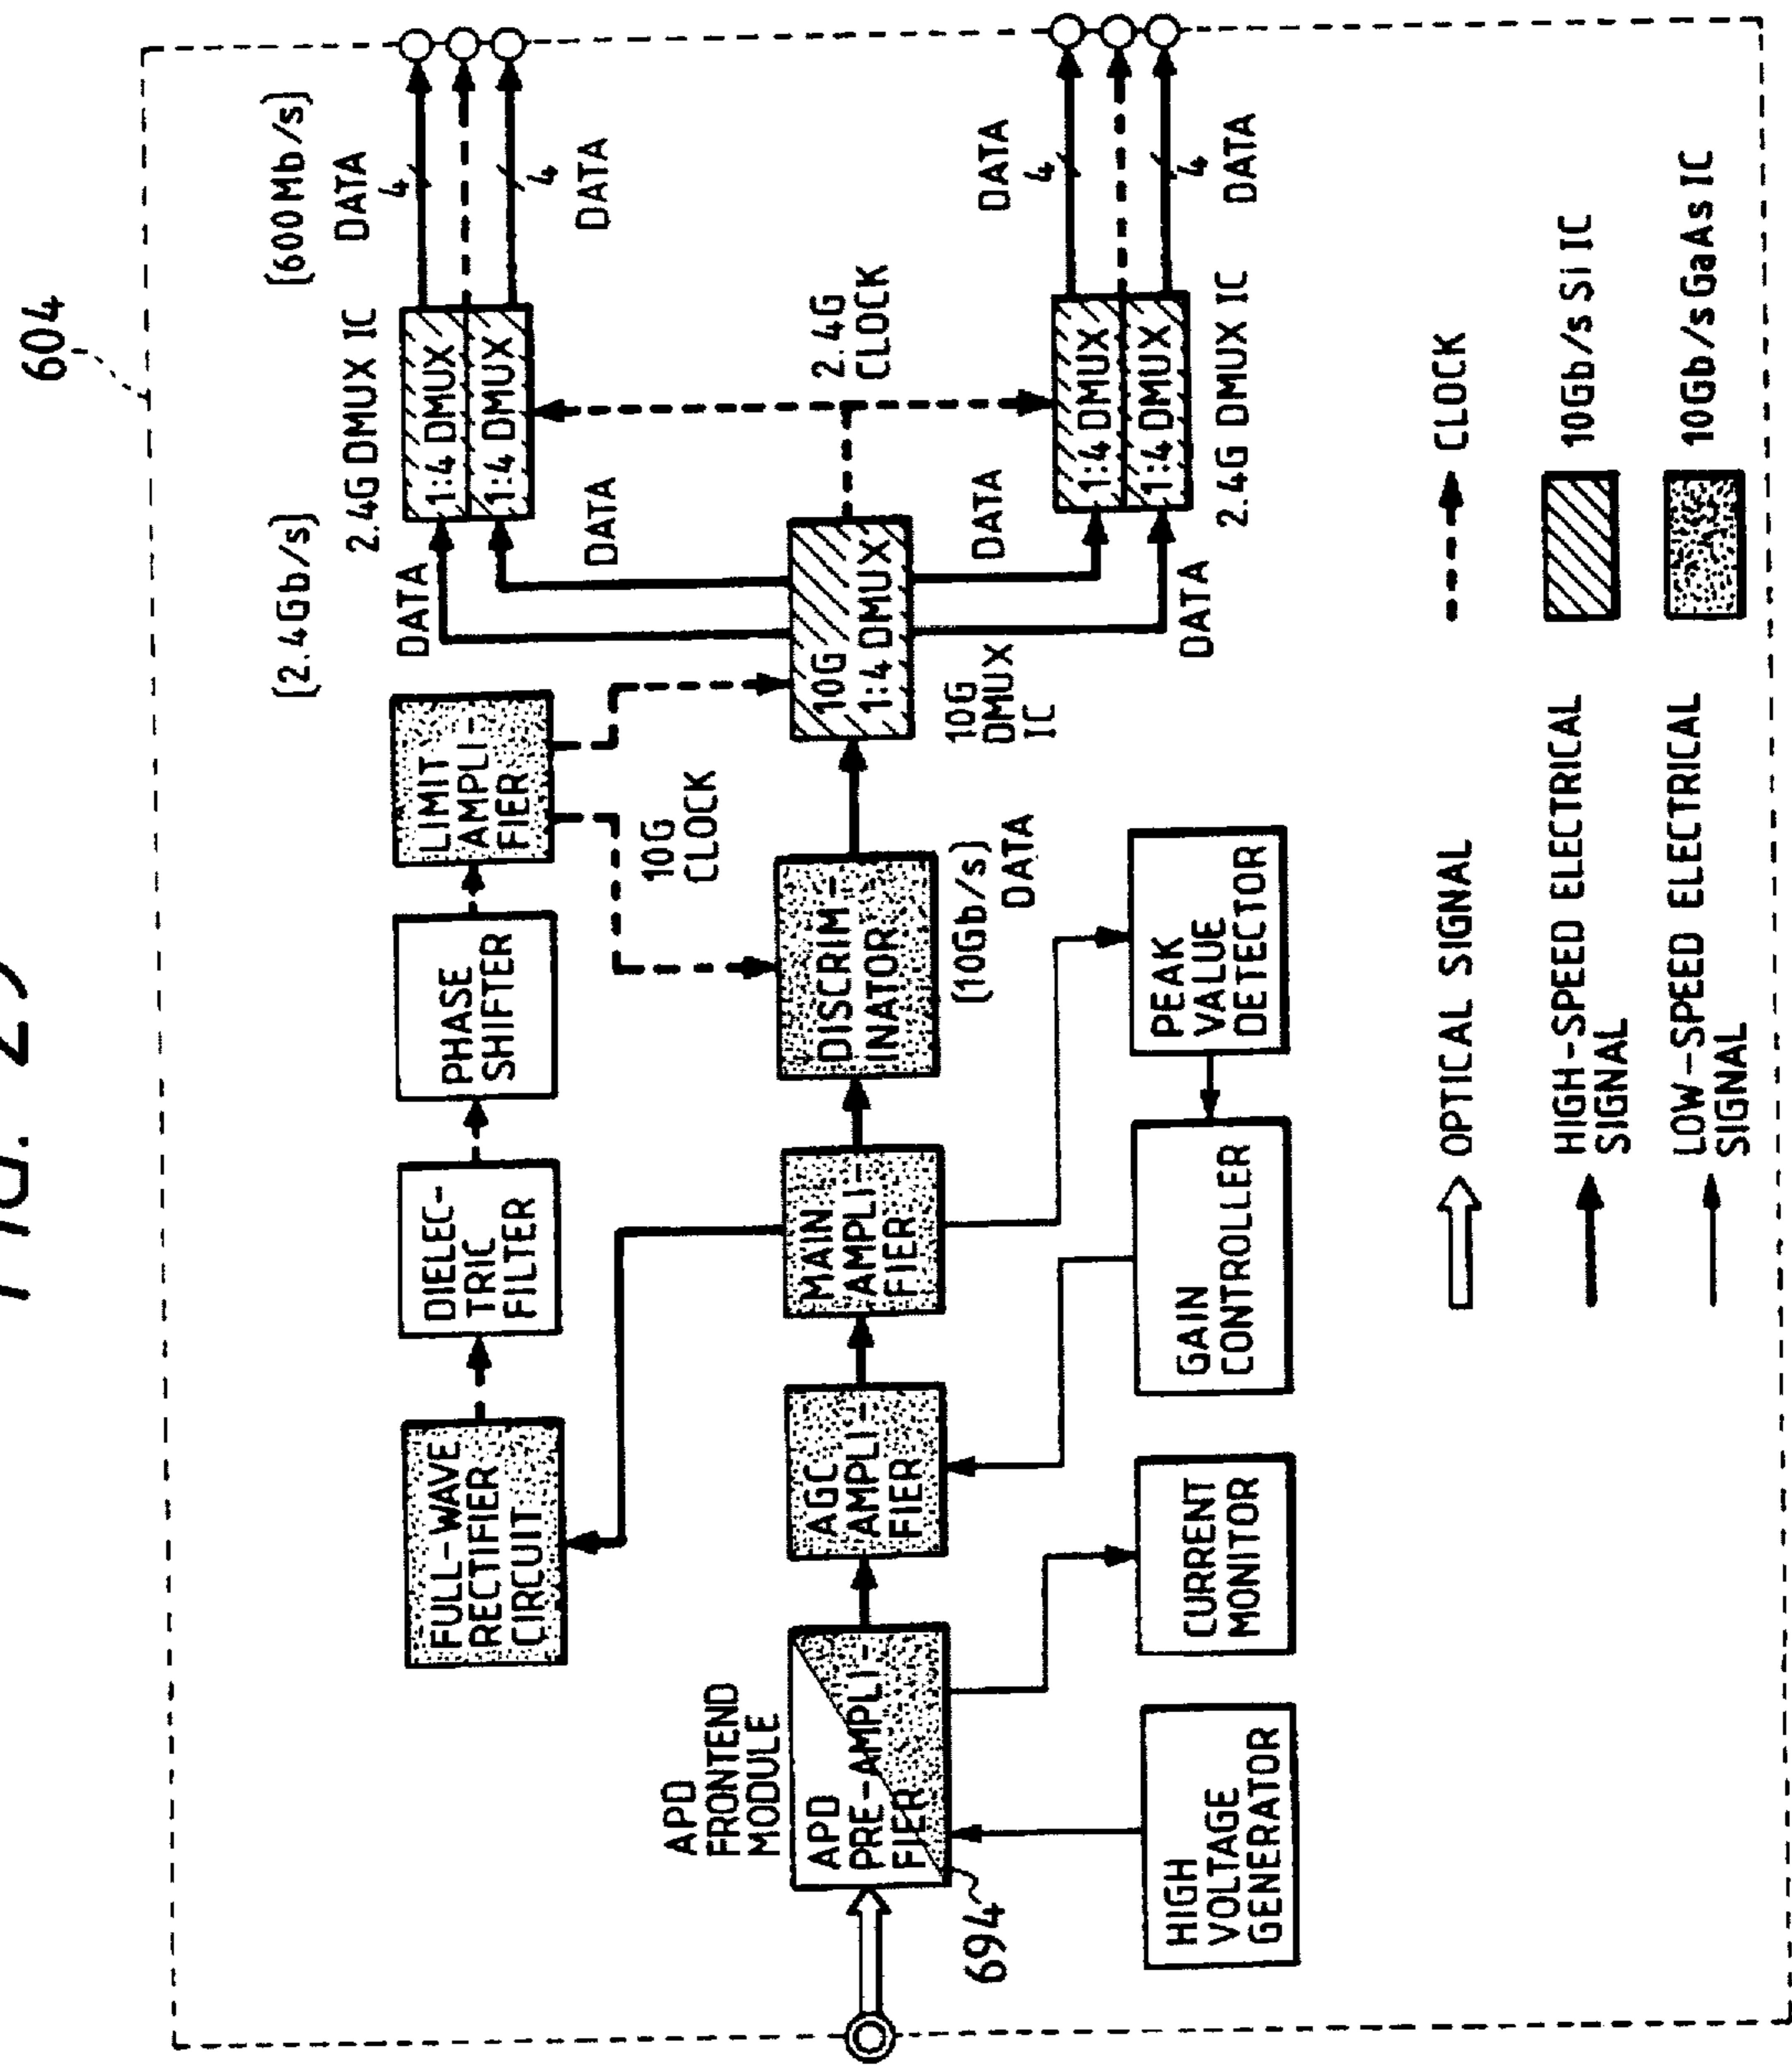 FIG. 29
604
[2.4Gb/s]
[600Mb/s]
2.4G DMUX IC
DATA
4
1:4 DMUX
1:4 DMUX
DATA
4
DATA
DATA
FULL-WAVE
RECTIFIER
CIRCUIT
DIELEC-
TRIC
FILTER
PHASE
SHIFTER
LIMIT
AMPLI-
FIER
10G
CLOCK
2.4G
CLOCK
APD
FRONTEND
MODULE
APD
PRE-AMPLI-
FIER
694
AGC
AMPLI-
FIER
MAIN
AMPLI-
FIER
DISCRIM-
INATOR
[10Gb/s]
DATA
10G
1:4 DMUX
10G
DMUX
IC
DATA
DATA
1:4 DMUX
1:4 DMUX
2.4G DMUX IC
DATA
4
4
DATA
HIGH
VOLTAGE
GENERATOR
CURRENT
MONITOR
GAIN
CONTROLLER
PEAK
VALUE
DETECTOR
OPTICAL SIGNAL
CLOCK
HIGH-SPEED ELECTRICAL
SIGNAL
10Gb/s Si IC
LOW-SPEED ELECTRICAL
SIGNAL
10Gb/s GaAs IC